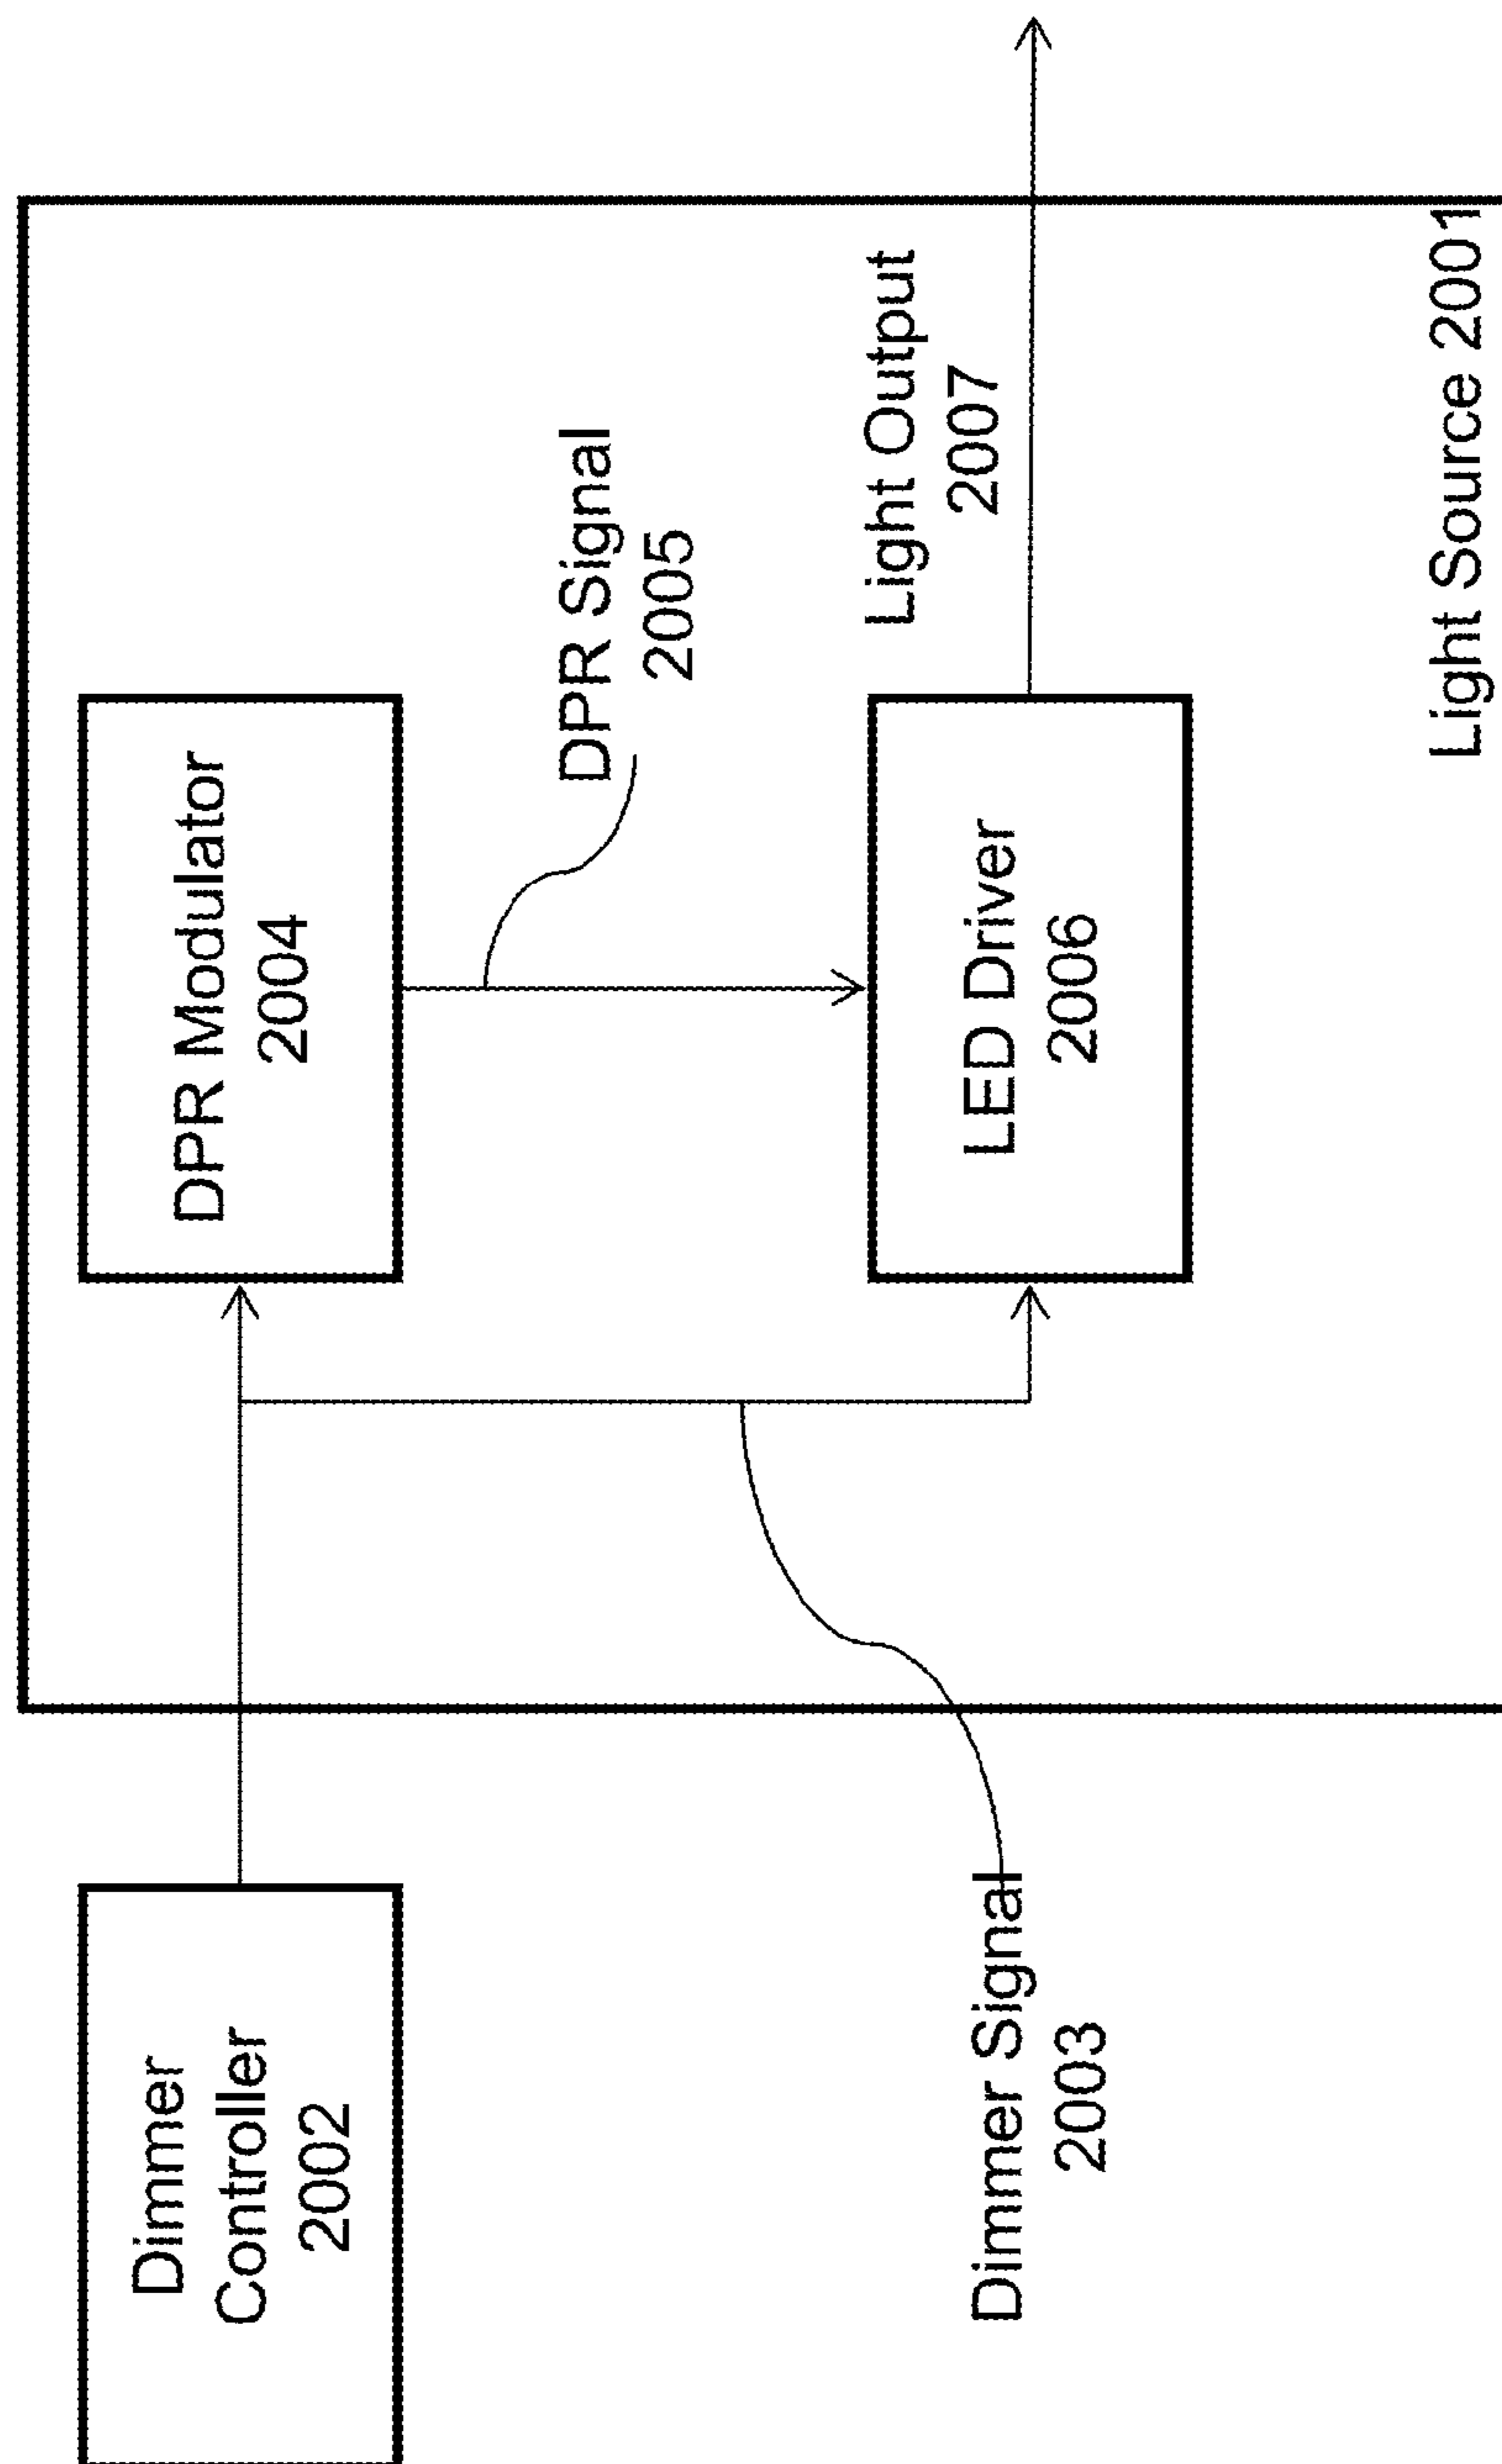 Dimmer
Controller
2002
DPR Modulator
2004
DPR Signal
2005
Dimmer Signal
2003
LED Driver
2006
Light Output
2007
Light Source 2001